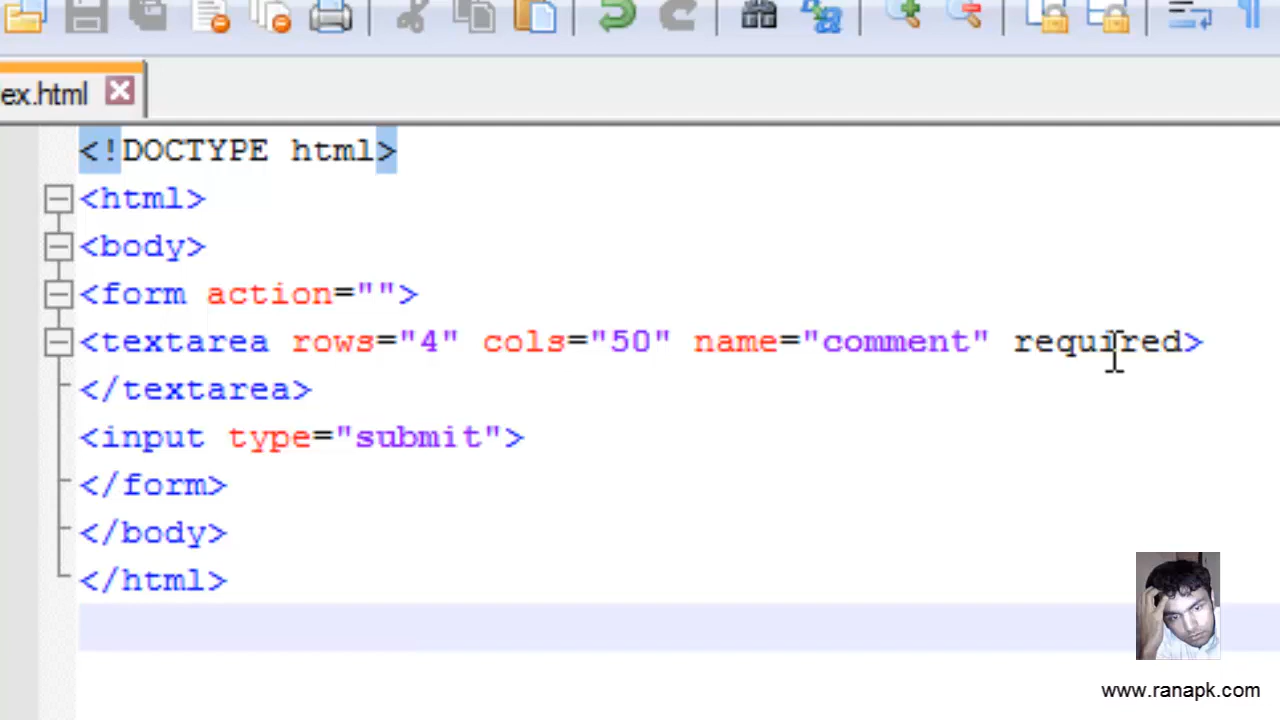 ex.html
<!DOCTYPE html>
<html>
<body>
<form action="">
<textarea rows="4" cols="50" name="comment" required>
</textarea>
<input type="submit">
</form>
</body>
</html>
www.ranapk.com